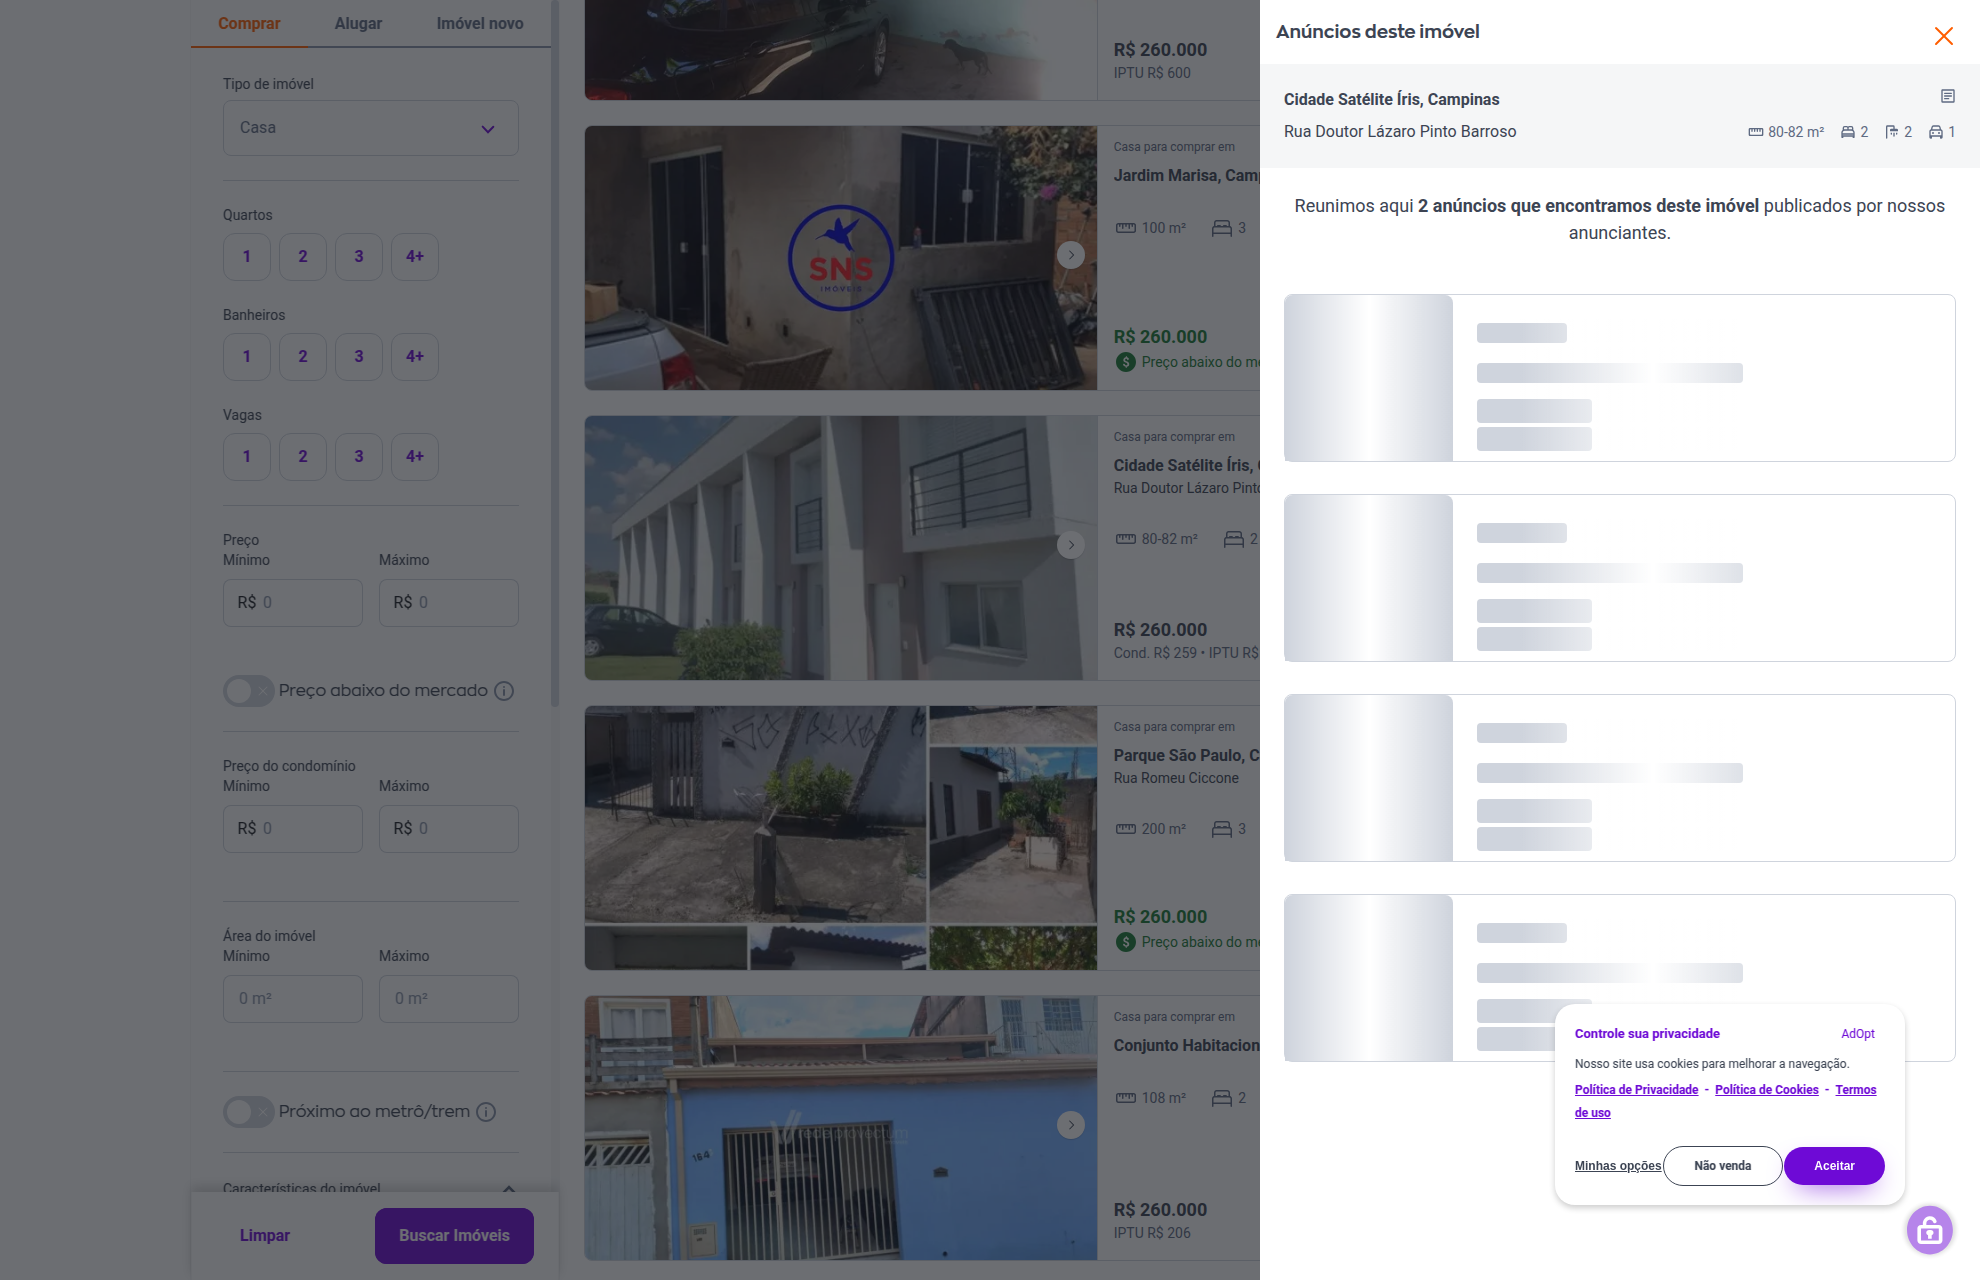 Comprar
Alugar
Imóvel novo
Tipo de imóvel
Casa
Quartos
1
2
3
4+
Banheiros
1
2
3
4+
Vagas
1
2
3
4+
Preço
Mínimo
Máximo
R$ 0
R$ 0
Preço abaixo do mercado
Preço do condomínio
Mínimo
Máximo
R$ 0
R$ 0
Área do imóvel
Mínimo
Máximo
0 m²
0 m²
Próximo ao metrô/trem
Características do imóvel
Limpar
Buscar Imóveis
R$ 260.000
IPTU R$ 600
SNS
IMÓVEIS
Casa para comprar em
Jardim Marisa, Camp
100 m²
3
R$ 260.000
Preço abaixo do me
Casa para comprar em
Cidade Satélite Íris, C
Rua Doutor Lázaro Pinto
80-82 m²
2
R$ 260.000
Cond. R$ 259 • IPTU R$
Casa para comprar em
Parque São Paulo, C
Rua Romeu Ciccone
200 m²
3
R$ 260.000
Preço abaixo do me
164
Casa para comprar em
Conjunto Habitacion
108 m²
2
R$ 260.000
IPTU R$ 206
Anúncios deste imóvel
Cidade Satélite Íris, Campinas
Rua Doutor Lázaro Pinto Barroso
80-82 m²
2
2
1
Reunimos aqui 2 anúncios que encontramos deste imóvel publicados por nossos
anunciantes.
Controle sua privacidade
AdOpt
Nosso site usa cookies para melhorar a navegação.
Política de Privacidade - Política de Cookies - Termos
de uso
Minhas opções
Não venda
Aceitar